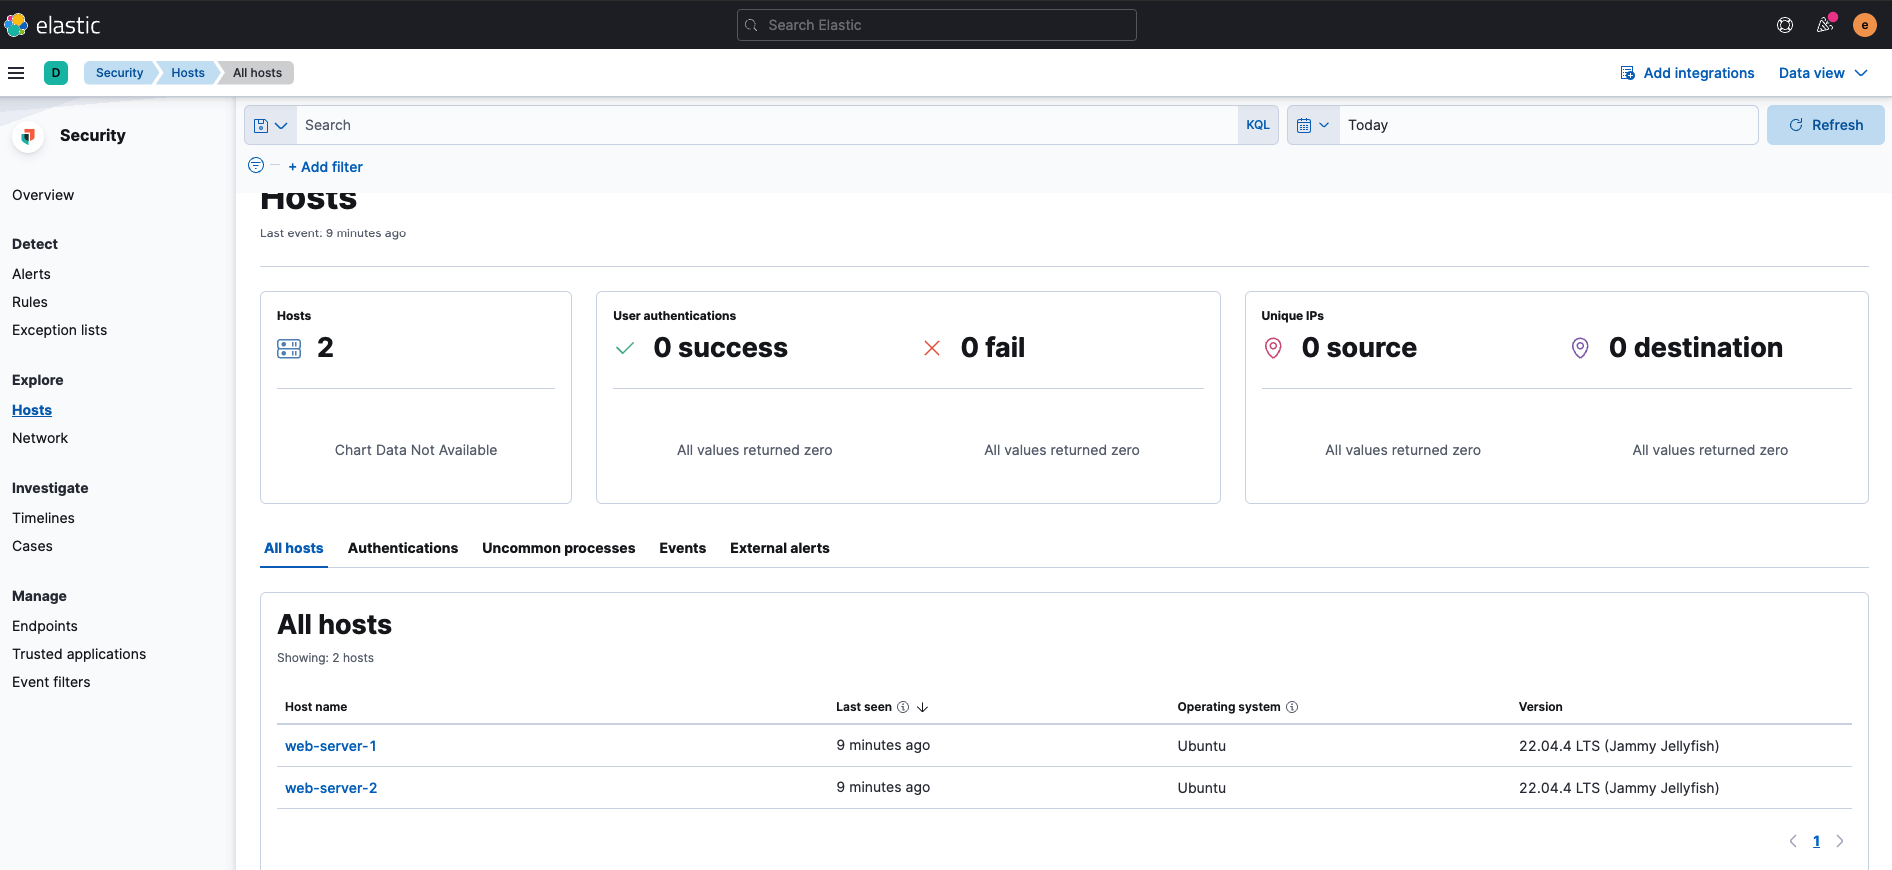 elastic
Search Elastic
e
D
Security
Hosts
All hosts
Add integrations
Data view
Security
Search
KQL
Today
Refresh
+ Add filter
Overview
Detect
Alerts
Rules
Exception lists
Explore
Hosts
Network
Investigate
Timelines
Cases
Manage
Endpoints
Trusted applications
Event filters
Hosts
Last event: 9 minutes ago
Hosts
2
Chart Data Not Available
User authentications
0 success
0 fail
All values returned zero
All values returned zero
Unique IPs
0 source
0 destination
All values returned zero
All values returned zero
All hosts
Authentications
Uncommon processes
Events
External alerts
All hosts
Showing: 2 hosts
Host name
Last seen
Operating system
Version
web-server-1
9 minutes ago
Ubuntu
22.04.4 LTS (Jammy Jellyfish)
web-server-2
9 minutes ago
Ubuntu
22.04.4 LTS (Jammy Jellyfish)
1